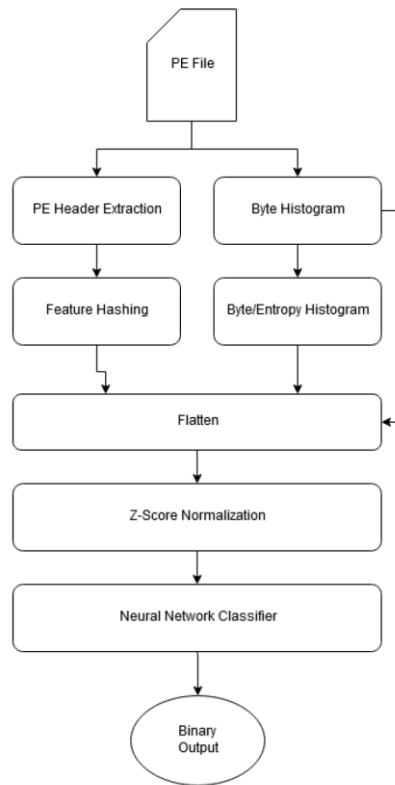 PE File
PE Header Extraction
Byte Histogram
Feature Hashing
Byte/Entropy Histogram
Flatten
Z-Score Normalization
Neural Network Classifier
Binary
Output